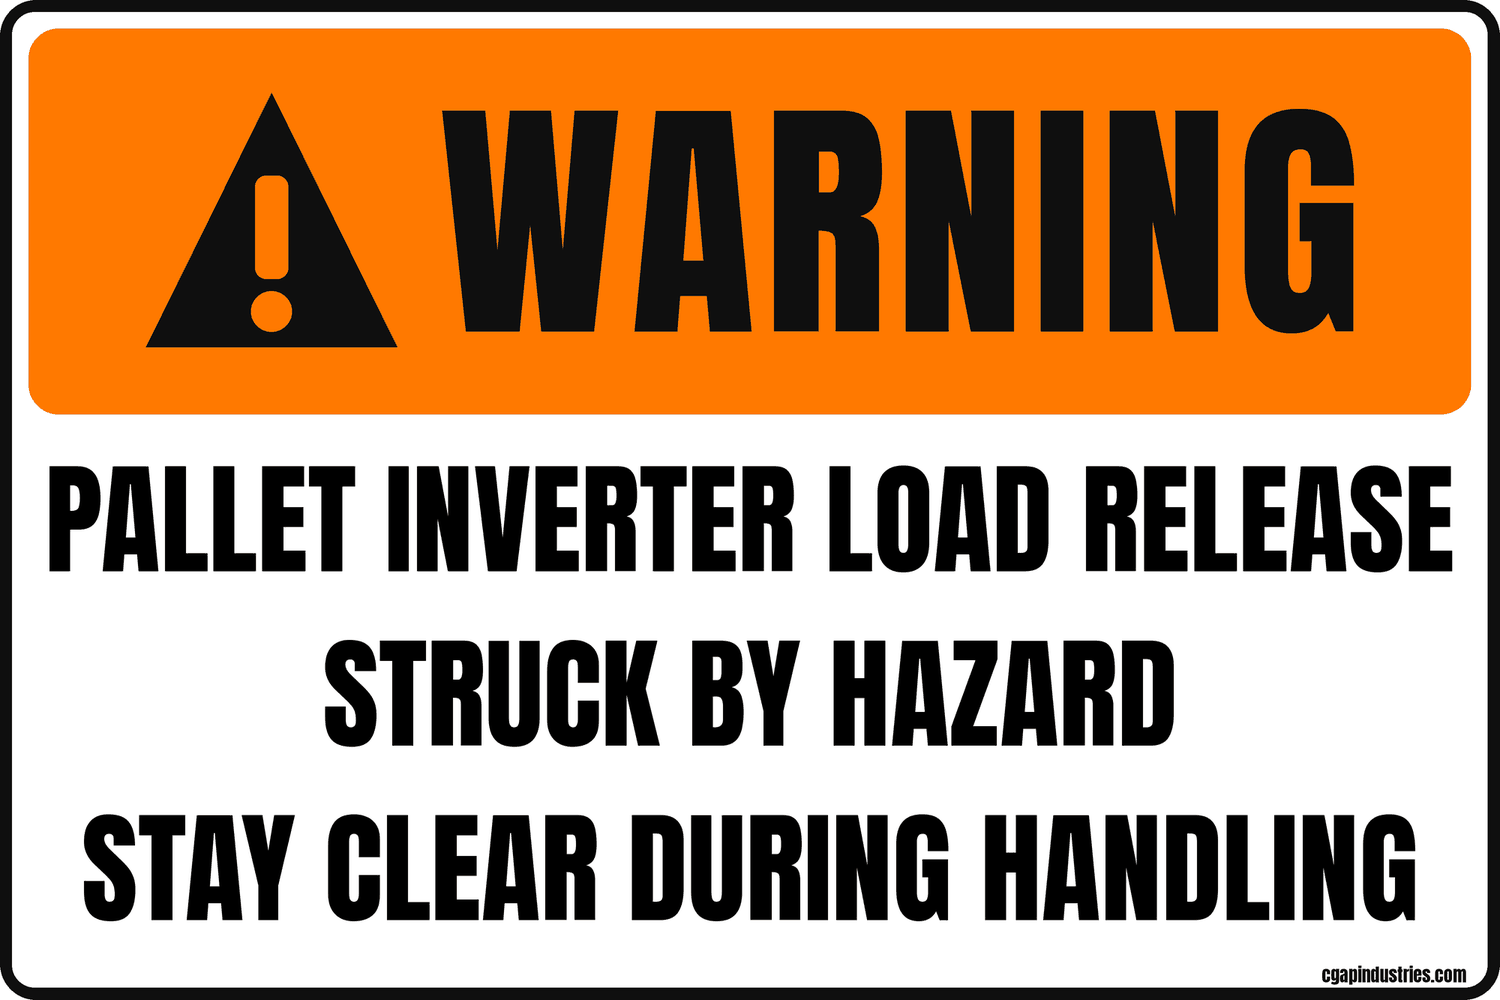 WARNING
PALLET INVERTER LOAD RELEASE
STRUCK BY HAZARD
STAY CLEAR DURING HANDLING
cgapindustries.com